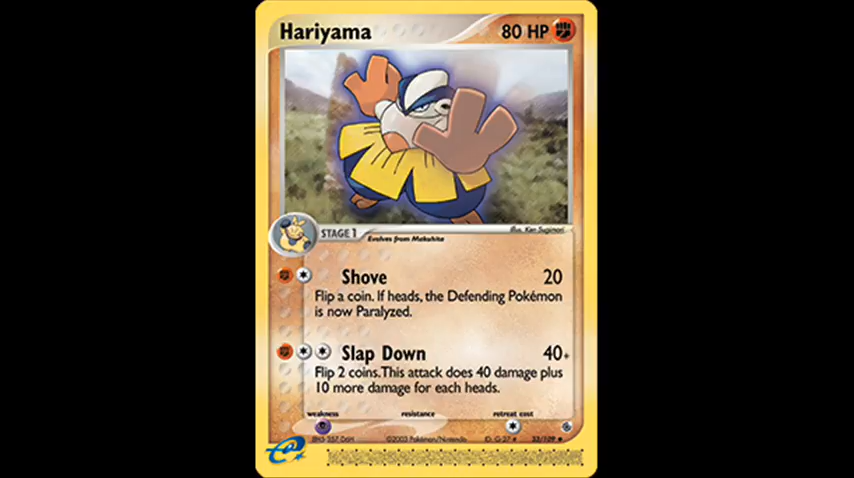 Hariyama 80 HP
illus. Ken Sugimori
STAGE 1
Evolves from Makuhita
Shove 20
Flip a coin. If heads, the Defending Pokémon
is now Paralyzed.
Slap Down 40+
Flip 2 coins. This attack does 40 damage plus
10 more damage for each heads.
weakness resistance retreat cost
©2003 Pokémon/Nintendo 33/109
e